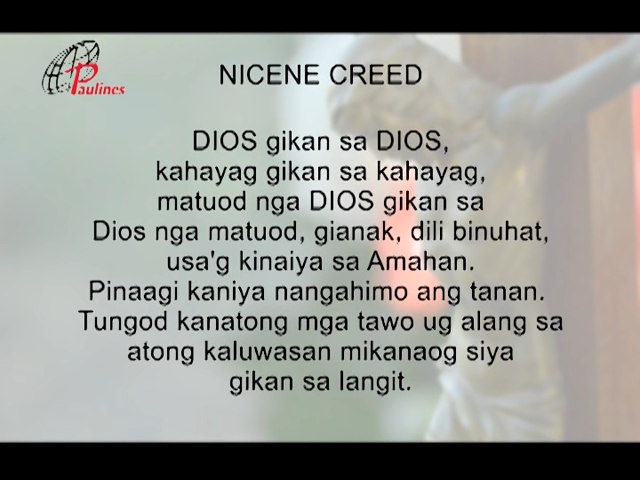 Paulines
NICENE CREED
DIOS gikan sa DIOS,
kahayag gikan sa kahayag,
matuod nga DIOS gikan sa
Dios nga matuod, gianak, dili binuhat,
usa'g kinaiya sa Amahan.
Pinaagi kaniya nangahimo ang tanan.
Tungod kanatong mga tawo ug alang sa
atong kaluwasan mikanaog siya
gikan sa langit.